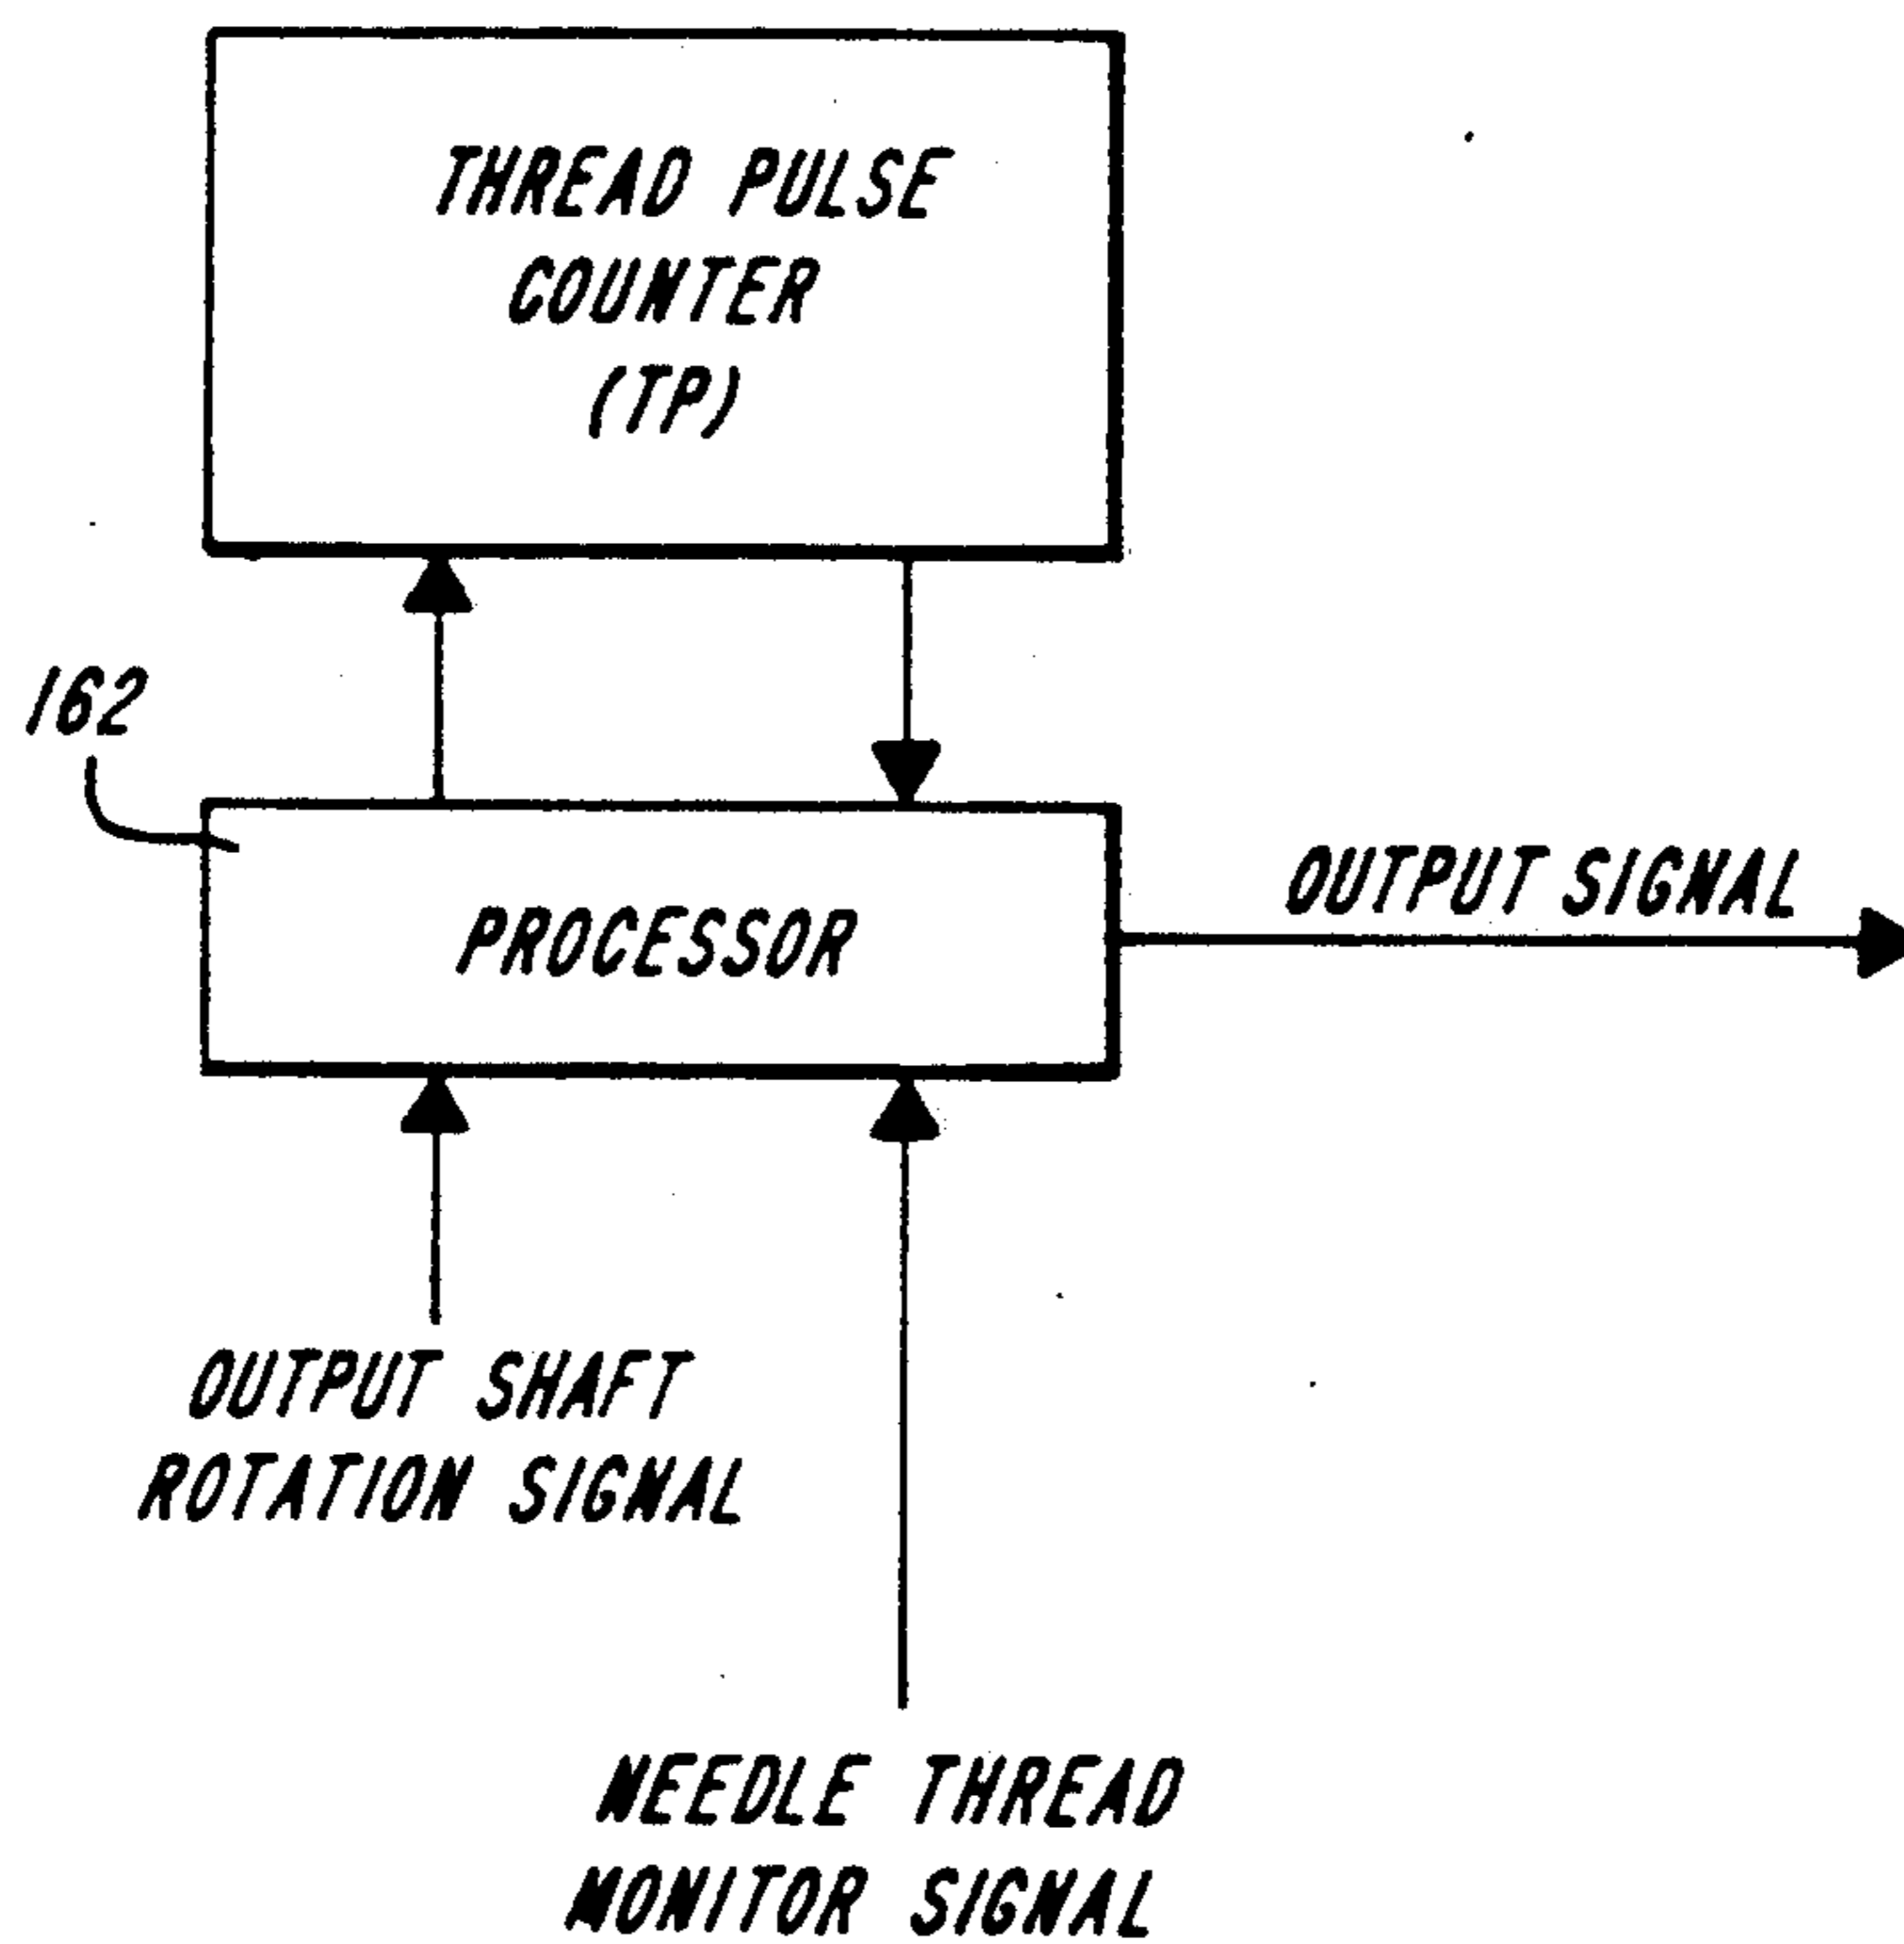 THREAD PULSE
COUNTER
(TP)
162
PROCESSOR
OUTPUT SIGNAL
OUTPUT SHAFT
ROTATION SIGNAL
NEEDLE THREAD
MONITOR SIGNAL